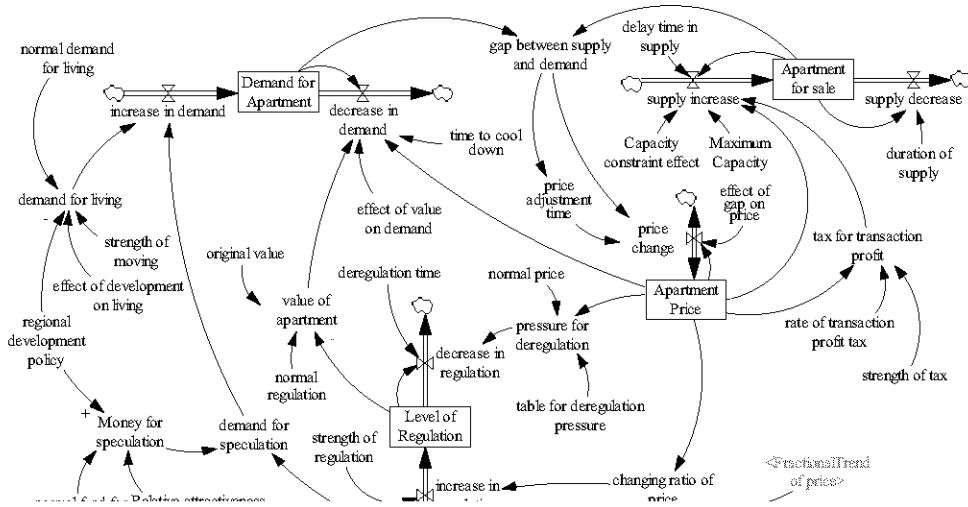 normal demand
for living
delay time in
supply
gap between supply
and demand
Demand for
Apartment
Apartment
for sale
increase in demand
decrease in
demand
supply increase
supply decrease
time to cool
down
Capacity
constraint effect
Maximum
Capacity
duration of
supply
demand for living
-
effect of value
on demand
price
adjustment
time
effect of
gap on
price
price
change
strength of
moving
original value
deregulation time
tax for transaction
profit
effect of development
on living
value of
apartment
normal price
Apartment
Price
regional
development
policy
pressure for
deregulation
-
decrease in
regulation
rate of transaction
profit tax
normal
regulation
strength of tax
table for deregulation
pressure
+
Money for
speculation
demand for
speculation
Level of
Regulation
strength of
regulation
<FractionalTrend
of price>
changing ratio of
price
increase in
Relative attractiveness